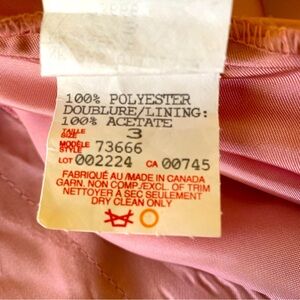 100% POLYESTER
DOUBLURE/LINING:
100% ACETATE
TAILLE
SIZE 3
MODÈLE
STYLE 73666
LOT 002224 CA 00745
FABRIQUÉ AU/MADE IN CANADA
GARN. NON COMP./EXCL. OF TRIM
NETTOYER À SEC SEULEMENT
DRY CLEAN ONLY